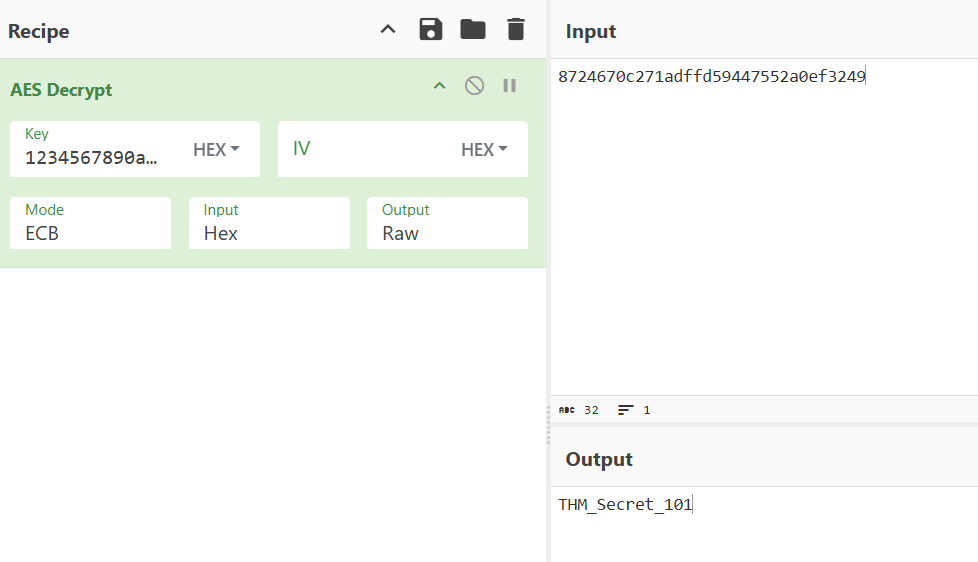 Recipe
AES Decrypt
Key
1234567890a...
HEX
IV
HEX
Mode
ECB
Input
Hex
Output
Raw
Input
8724670c271adffd59447552a0ef3249
ABC 32 1
Output
THM_Secret_101